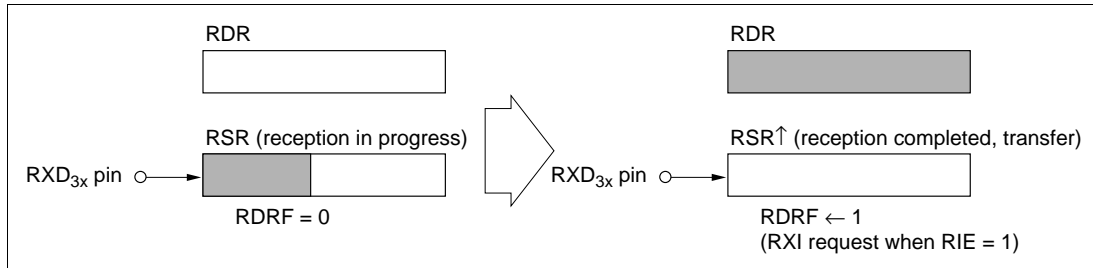 RDR
RSR (reception in progress)
RXD3x pin
RDRF = 0
RDR
RSR↑ (reception completed, transfer)
RXD3x pin
RDRF ← 1
(RXI request when RIE = 1)